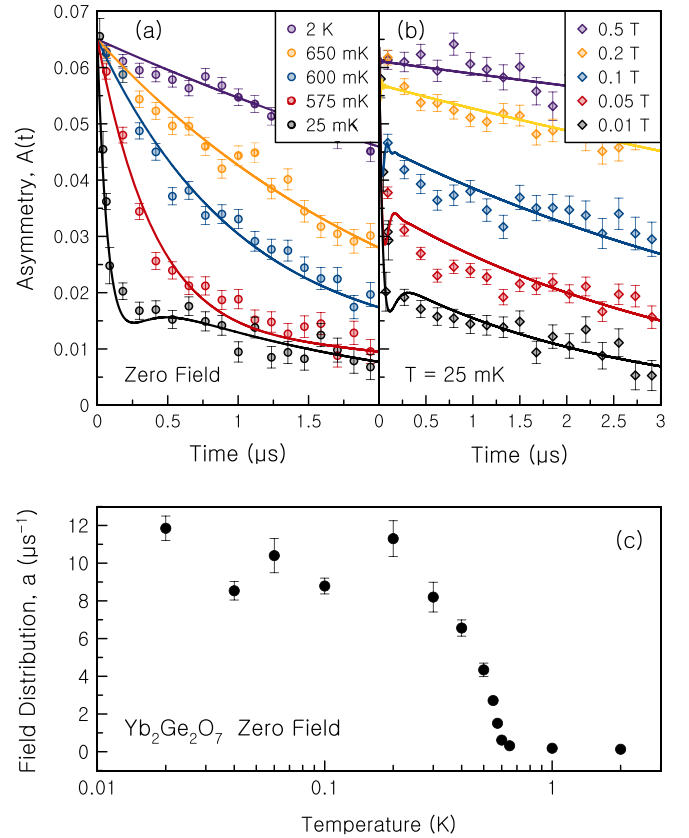 (a)
2 K
650 mK
600 mK
575 mK
25 mK
Zero Field
Asymmetry, A(t)
0.07
0.06
0.05
0.04
0.03
0.02
0.01
0
0 0.5 1 1.5
Time (µs)
(b)
0.5 T
0.2 T
0.1 T
0.05 T
0.01 T
T = 25 mK
0 0.5 1 1.5 2 2.5 3
Time (µs)
(c)
Field Distribution, a (µs⁻¹)
12
10
8
6
4
2
0
Yb₂Ge₂O₇ Zero Field
0.01 0.1 1
Temperature (K)